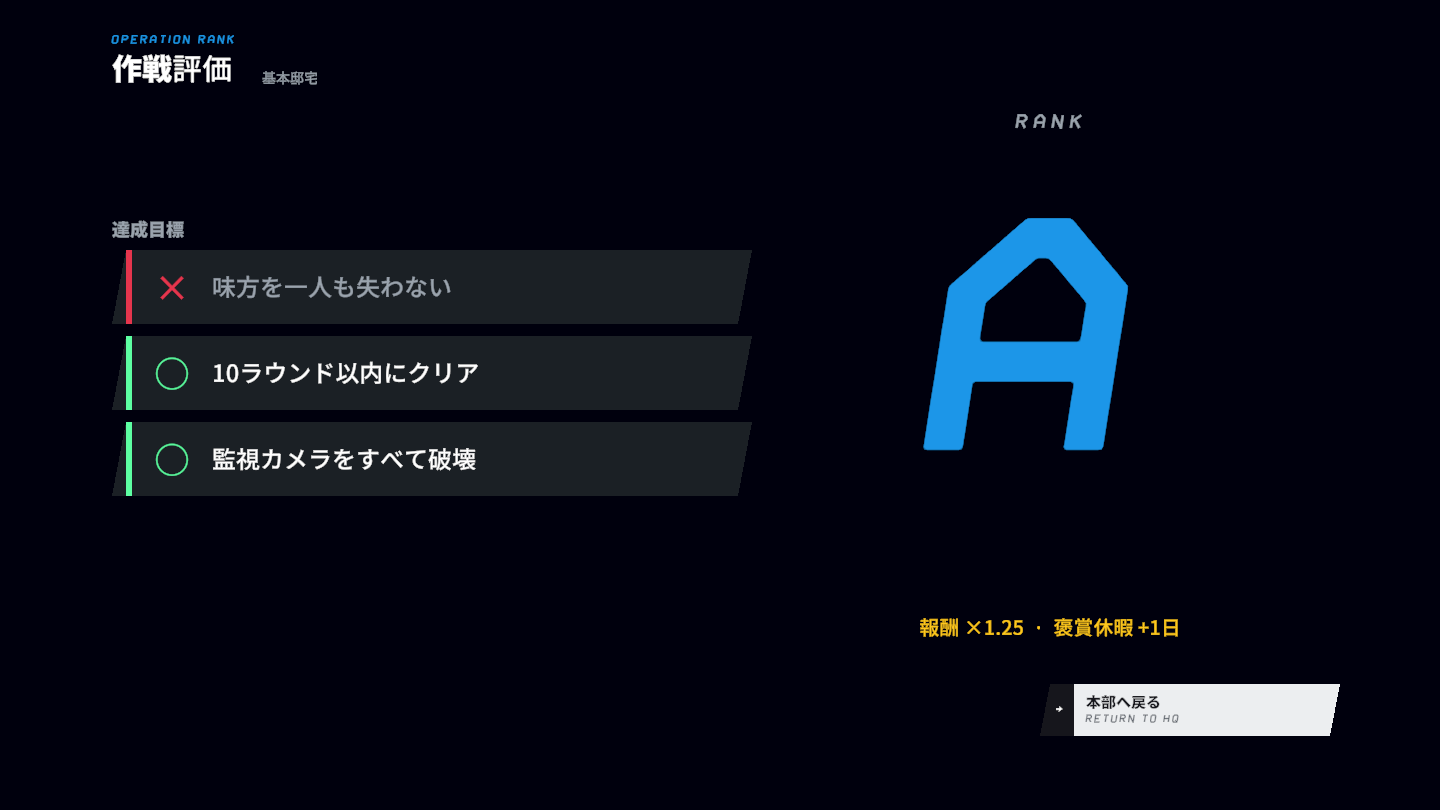 OPERATION RANK
作戦評価
基本邸宅
RANK
達成目標
味方を一人も失わない
10ラウンド以内にクリア
監視カメラをすべて破壊
A
報酬 ×1.25 · 褒賞休暇 +1日
本部へ戻る
RETURN TO HQ